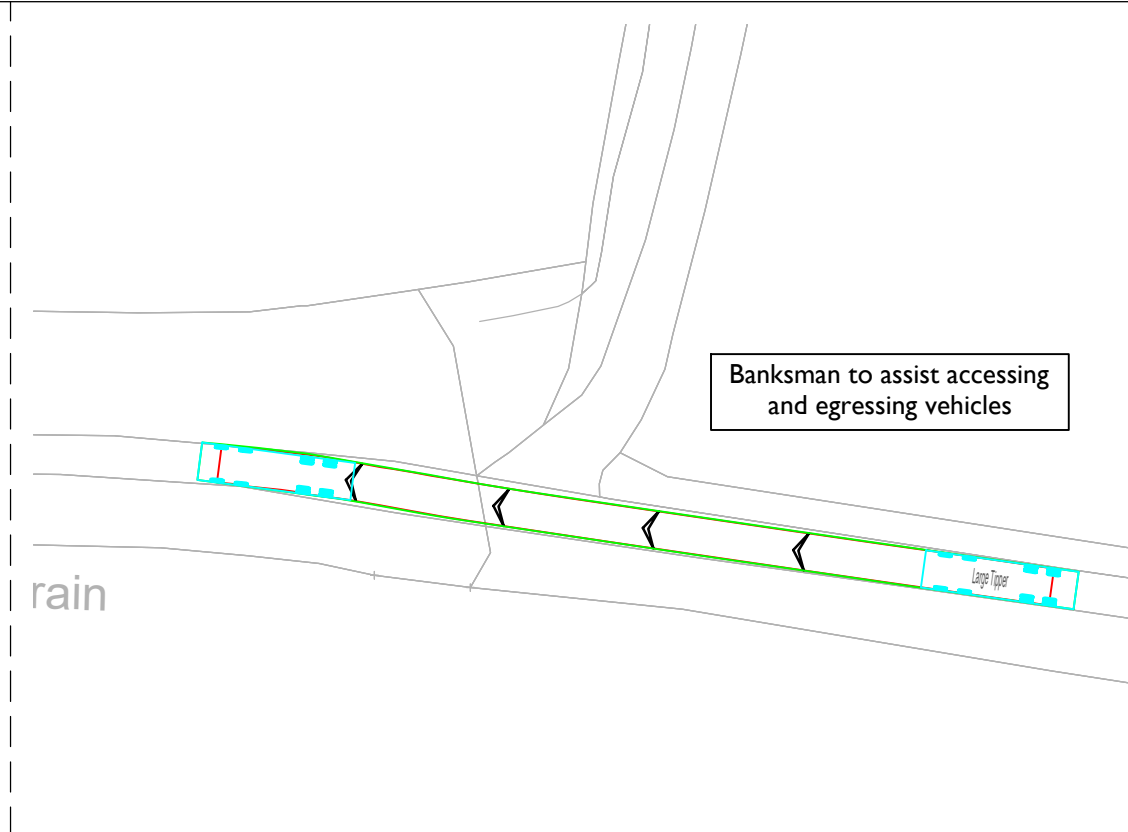 Banksman to assist accessing
and egressing vehicles
Large Tipper
rain